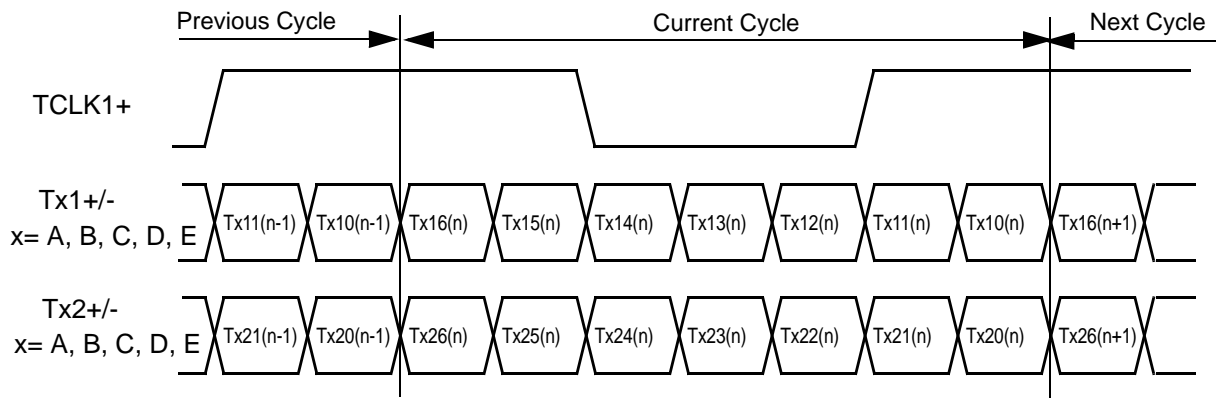 Previous Cycle Current Cycle Next Cycle
TCLK1+
Tx1+/-
x= A, B, C, D, E
Tx11(n-1) Tx10(n-1) Tx16(n) Tx15(n) Tx14(n) Tx13(n) Tx12(n) Tx11(n) Tx10(n) Tx16(n+1)
Tx2+/-
x= A, B, C, D, E
Tx21(n-1) Tx20(n-1) Tx26(n) Tx25(n) Tx24(n) Tx23(n) Tx22(n) Tx21(n) Tx20(n) Tx26(n+1)